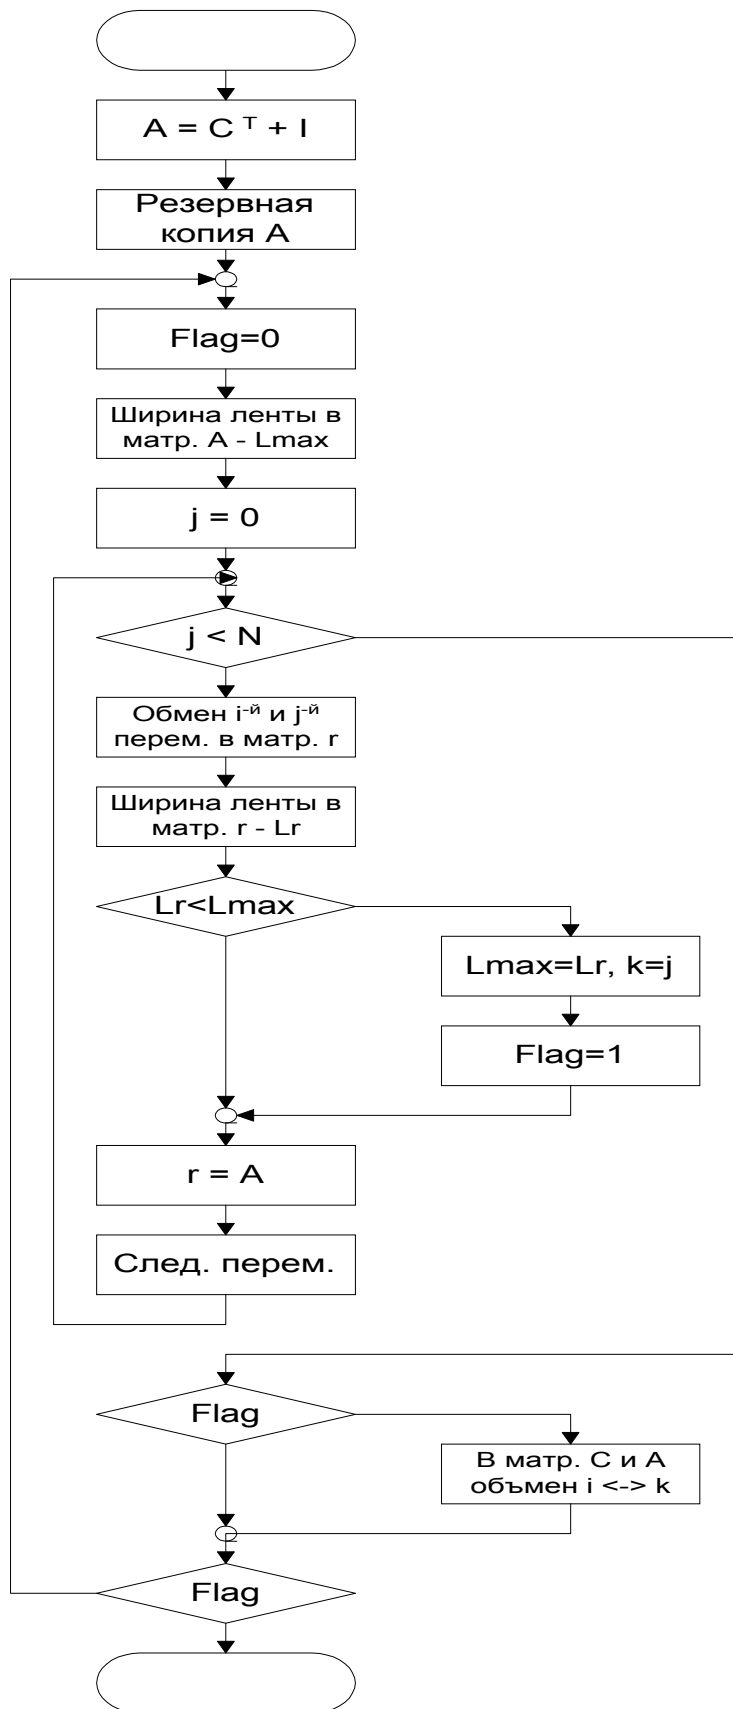 A = C ᵀ + I
Резервная
копия A
Flag=0
Ширина ленты в
матр. A - Lmax
j = 0
j < N
Обмен i⁻ʲ и j⁻ʲ
перем. в матр. r
Ширина ленты в
матр. r - Lr
Lr<Lmax
Lmax=Lr, k=j
Flag=1
r = A
След. перем.
Flag
В матр. С и А
объмен i <-> k
Flag